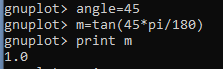 gnuplot> angle=45
gnuplot> m=tan(45*pi/180)
gnuplot> print m
1.0